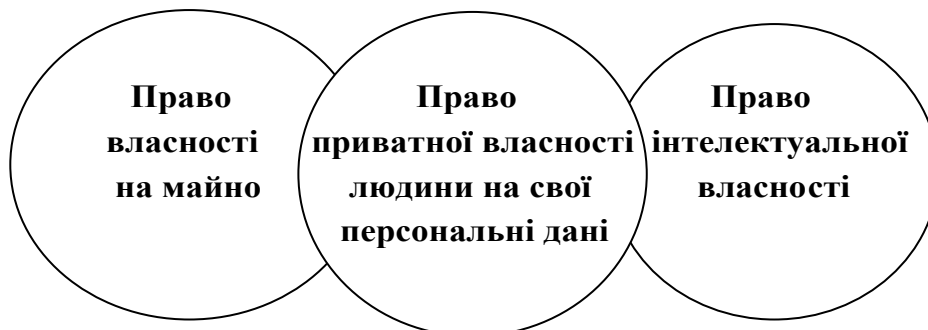 Право
власності
на майно
Право
приватної власності
людини на свої
персональні дані
Право
інтелектуальної
власності